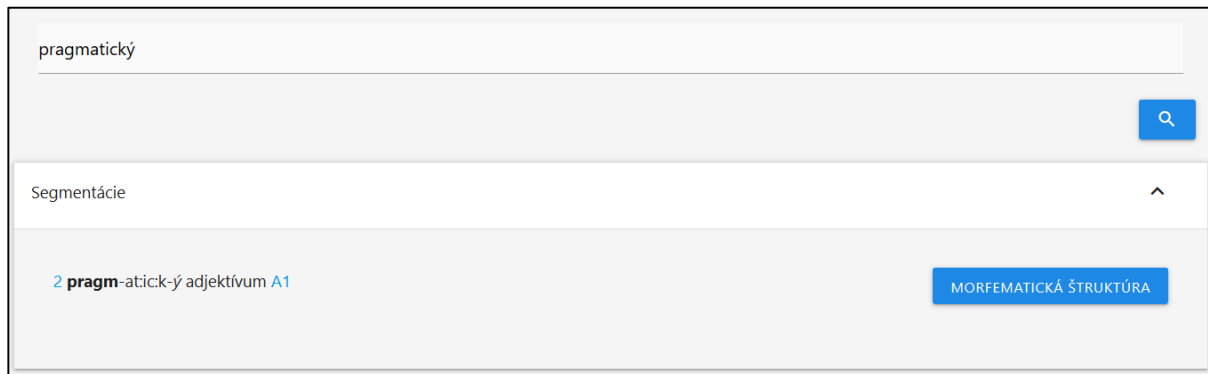 pragmatický
Segmentácie
2 pragm-at:ic:k-ý adjektívum A1
MORFEMATICKÁ ŠTRUKTÚRA